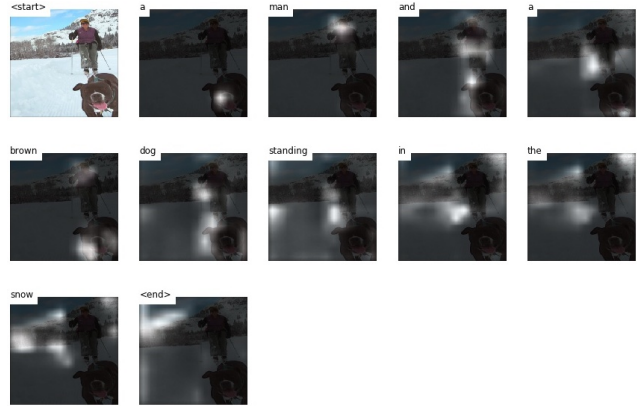 <start> a man and a
brown dog standing in the
snow <end>